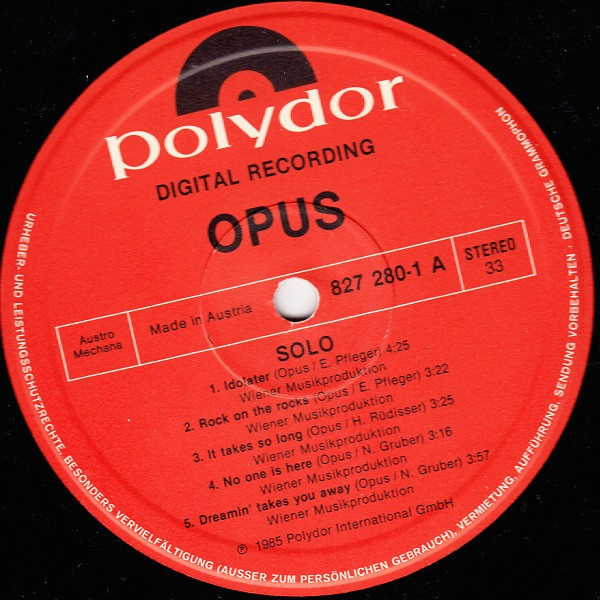 polydor
DIGITAL RECORDING
OPUS
Austro
Mechana
Made in Austria
827 280-1 A
STEREO
33
SOLO
1. Idolater (Opus / E. Pfleger) 4:25
Wiener Musikproduktion
2. Rock on the rocks (Opus / E. Pfleger) 3:22
Wiener Musikproduktion
3. It takes so long (Opus / H. Rüdisser) 3:25
Wiener Musikproduktion
4. No one is here (Opus / N. Gruber) 3:16
Wiener Musikproduktion
5. Dreamin' takes you away (Opus / N. Gruber) 3:57
Wiener Musikproduktion
℗ 1985 Polydor International GmbH
URHEBER- UND LEISTUNGSSCHUTZRECHTE, BESONDERS VERVIELFÄLTIGUNG (AUSSER ZUM PERSÖNLICHEN GEBRAUCH), VERMIETUNG, AUFFÜHRUNG, SENDUNG VORBEHALTEN · DEUTSCHE GRAMMOPHON